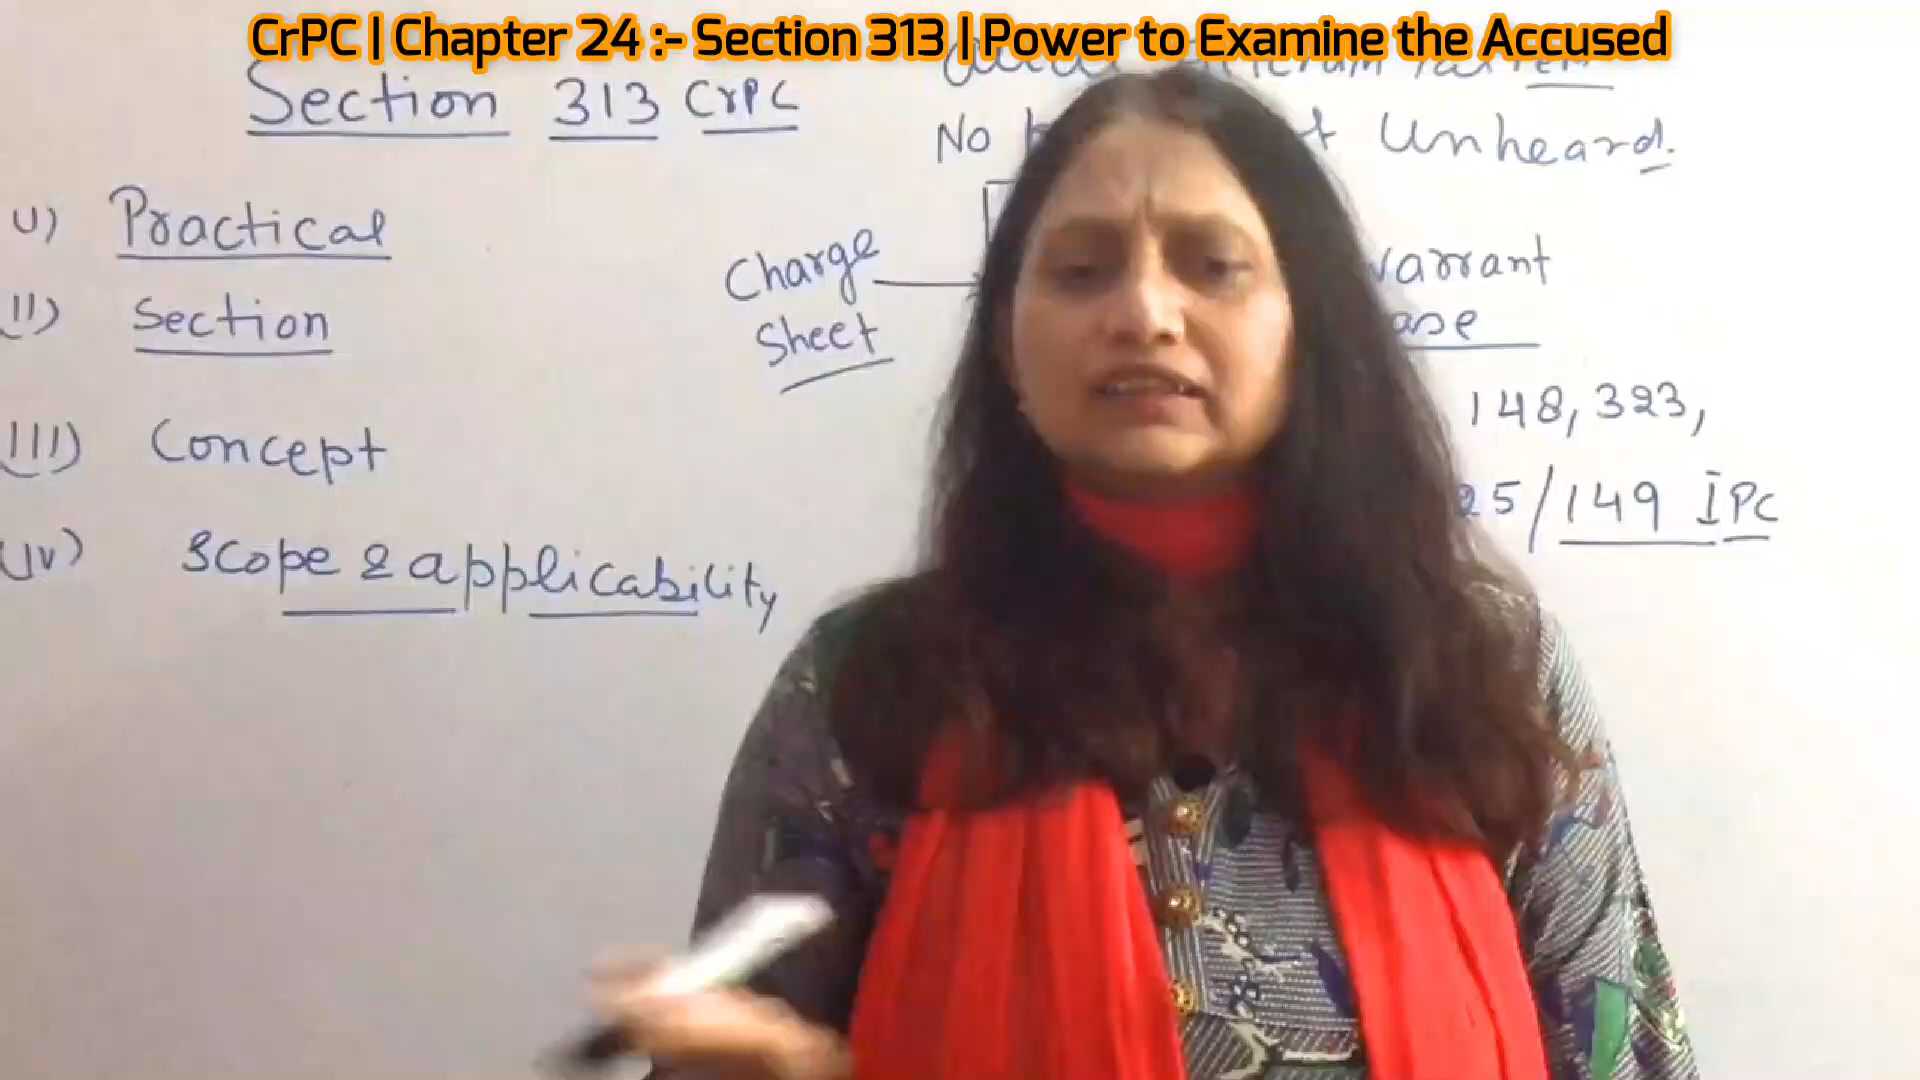 CrPC | Chapter 24 :- Section 313 | Power to Examine the Accused
Section 313 CrPC
No Unheard.
(I) Practical
(II) Section
(III) Concept
(IV) Scope & applicability
Charge
Sheet
warrant
148, 323,
25/149 IPC